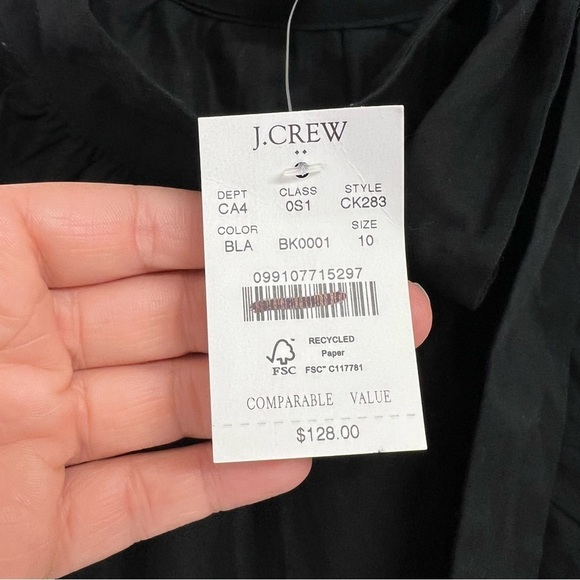 J.CREW
DEPT CLASS STYLE
CA4 0S1 CK283
COLOR SIZE
BLA BK0001 10
099107715297
RECYCLED
Paper
FSC FSC™ C117781
COMPARABLE VALUE
$128.00